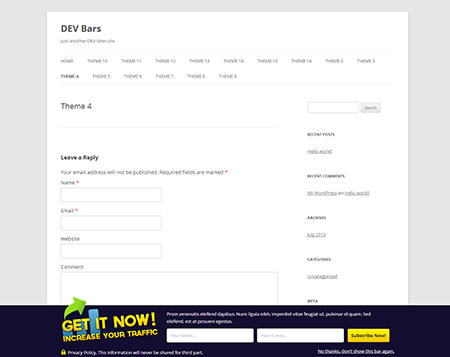 DEV Bars
Just another DEV Sites site
HOME THEME 10 THEME 11 THEME 12 THEME 13 THEME 14 THEME 15 THEME 16 THEME 2 THEME 3
THEME 4 THEME 5 THEME 6 THEME 7 THEME 8 THEME 9
Theme 4
Search
RECENT POSTS
Hello world!
RECENT COMMENTS
Mr WordPress on Hello world!
ARCHIVES
July 2013
CATEGORIES
Uncategorized
META
Leave a Reply
Your email address will not be published. Required fields are marked *
Name *
Email *
Website
Comment
GET IT NOW!
INCREASE YOUR TRAFFIC
Proin venenatis eleifend dapibus. Nunc ligula nibh, imperdiet vitae feugiat ut, pulvinar id quam. Sed
eleifend, est at posuere egestas.
Your name... Your e-mail... Subscribe Now!
Privacy Policy. This information will never be shared for third part.
No thanks, don't show this bar again.